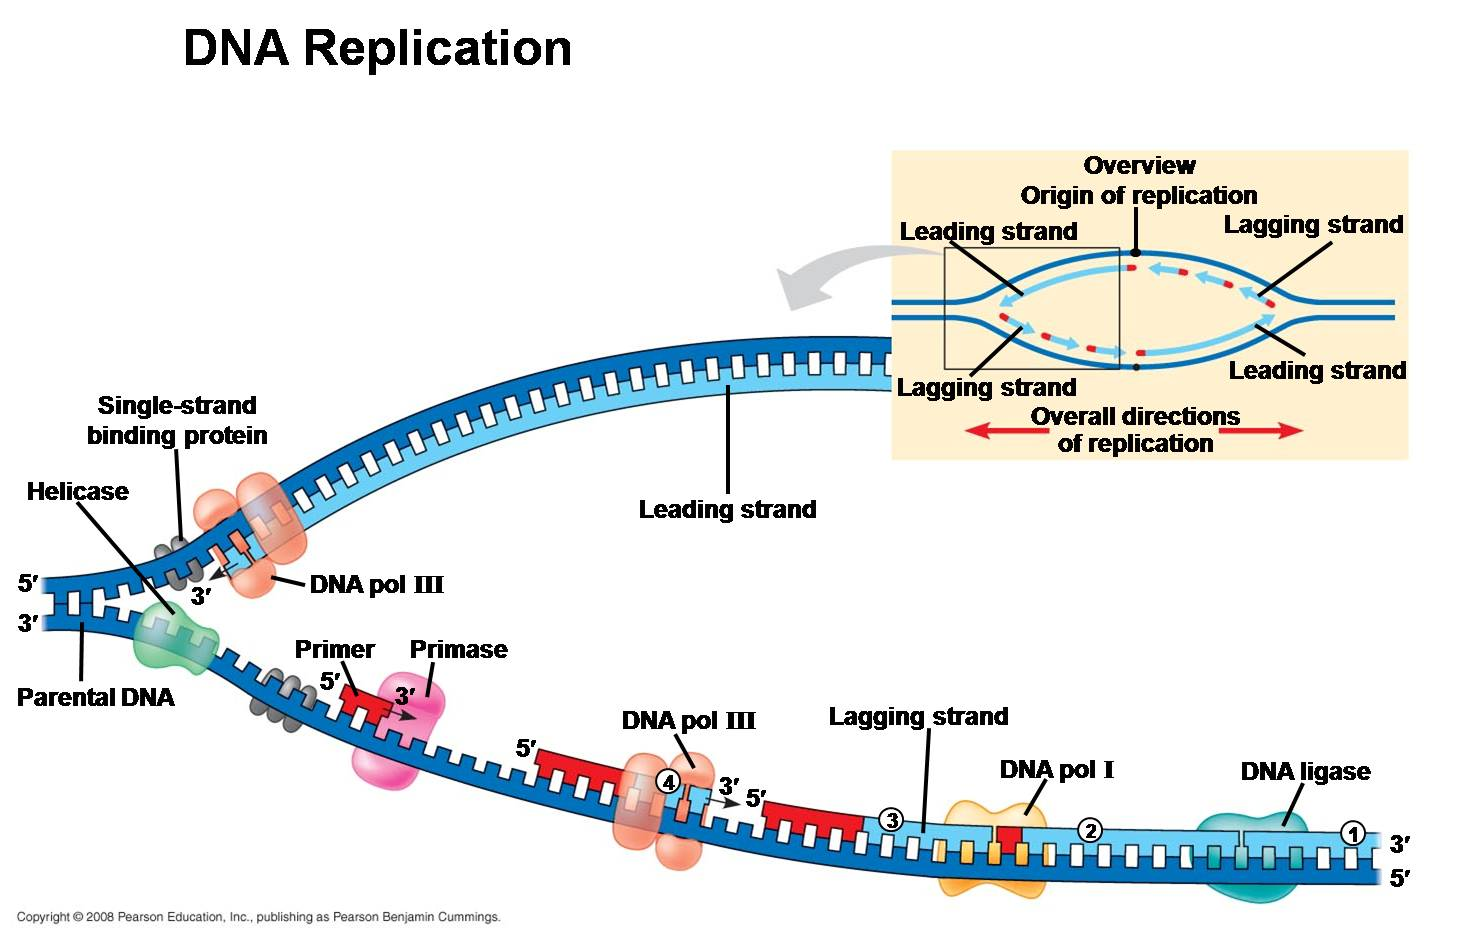 DNA Replication
Overview
Origin of replication
Leading strand
Lagging strand
Lagging strand
Leading strand
Overall directions
of replication
Single-strand
binding protein
Helicase
Leading strand
5′
3′
3′
DNA pol III
Parental DNA
Primer
Primase
5′
3′
DNA pol III
Lagging strand
5′
4
3′
5′
3
DNA pol I
2
DNA ligase
1
3′
5′
Copyright © 2008 Pearson Education, Inc., publishing as Pearson Benjamin Cummings.